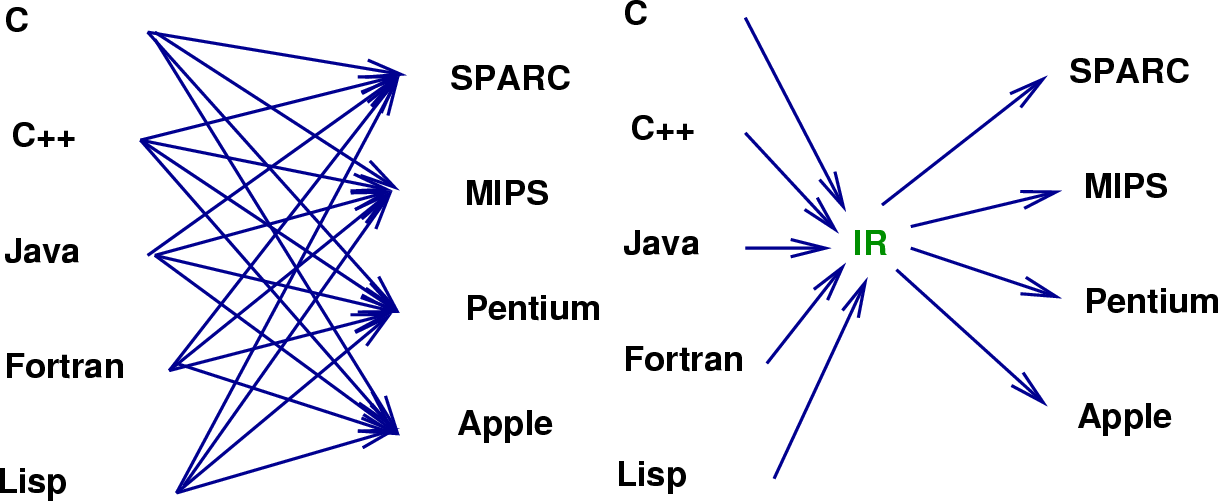 C
SPARC
C++
MIPS
Java
Pentium
Fortran
Apple
Lisp
C
SPARC
C++
MIPS
Java
IR
Pentium
Fortran
Apple
Lisp